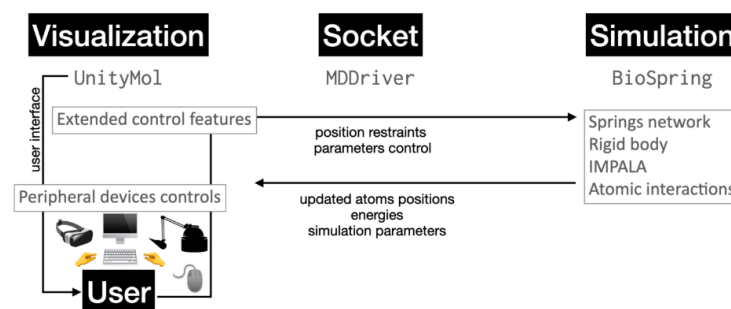 Visualization
Socket
Simulation
UnityMol
MDDriver
BioSpring
user interface
Extended control features
position restraints
parameters control
Springs network
Rigid body
IMPALA
Atomic interactions
Peripheral devices controls
updated atoms positions
energies
simulation parameters
User